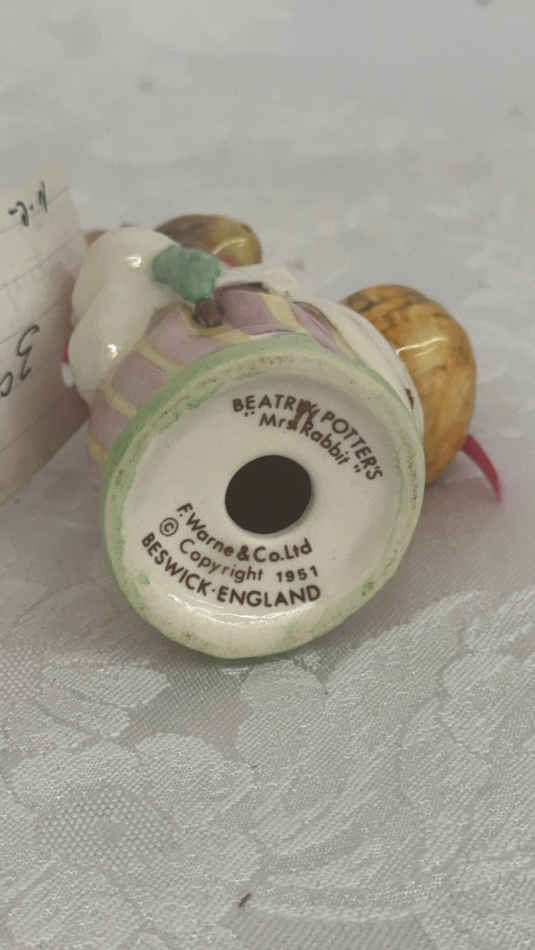 BEATRIX POTTER'S
"Mrs Rabbit"
F. Warne & Co. Ltd
© Copyright 1951
BESWICK · ENGLAND